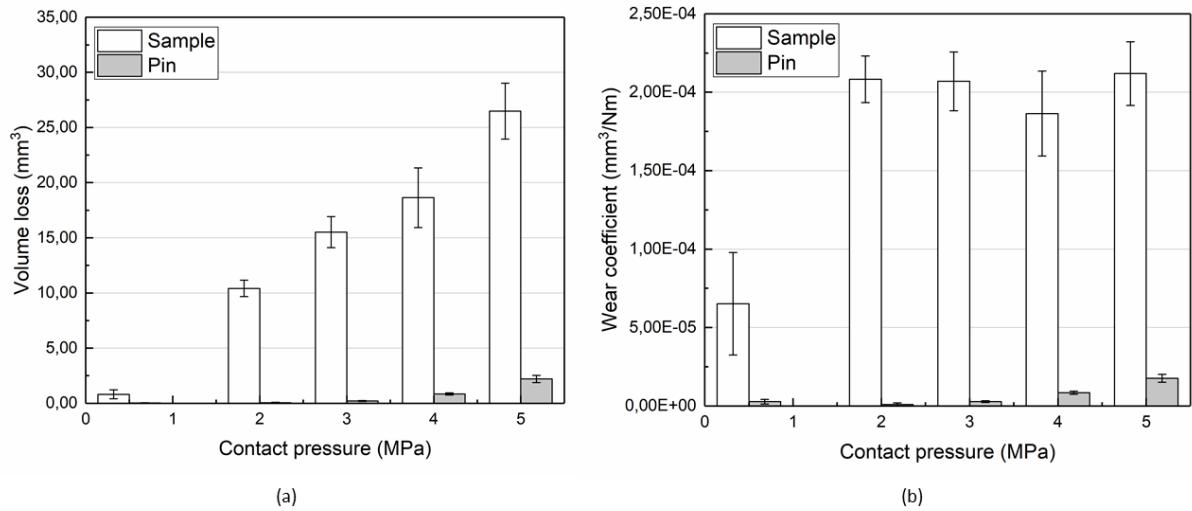 35,00
30,00
25,00
20,00
15,00
10,00
5,00
0,00
Volume loss (mm³)
Sample
Pin
0 1 2 3 4 5
Contact pressure (MPa)
(a)
2,50E-04
2,00E-04
1,50E-04
1,00E-04
5,00E-05
0,00E+00
Wear coefficient (mm³/Nm)
Sample
Pin
0 1 2 3 4 5
Contact pressure (MPa)
(b)